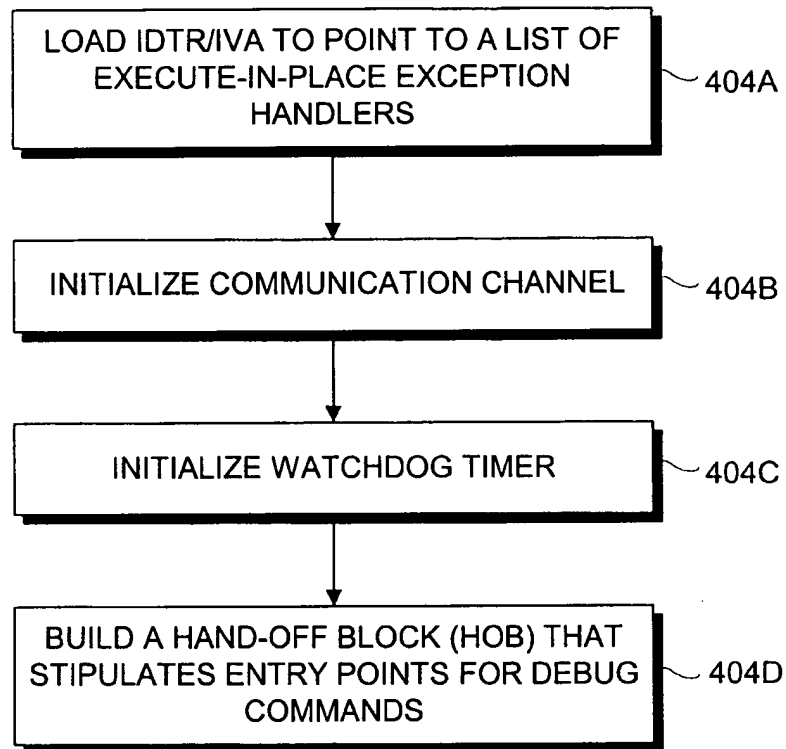 LOAD IDTR/IVA TO POINT TO A LIST OF
EXECUTE-IN-PLACE EXCEPTION
HANDLERS
404A
INITIALIZE COMMUNICATION CHANNEL
404B
INITIALIZE WATCHDOG TIMER
404C
BUILD A HAND-OFF BLOCK (HOB) THAT
STIPULATES ENTRY POINTS FOR DEBUG
COMMANDS
404D